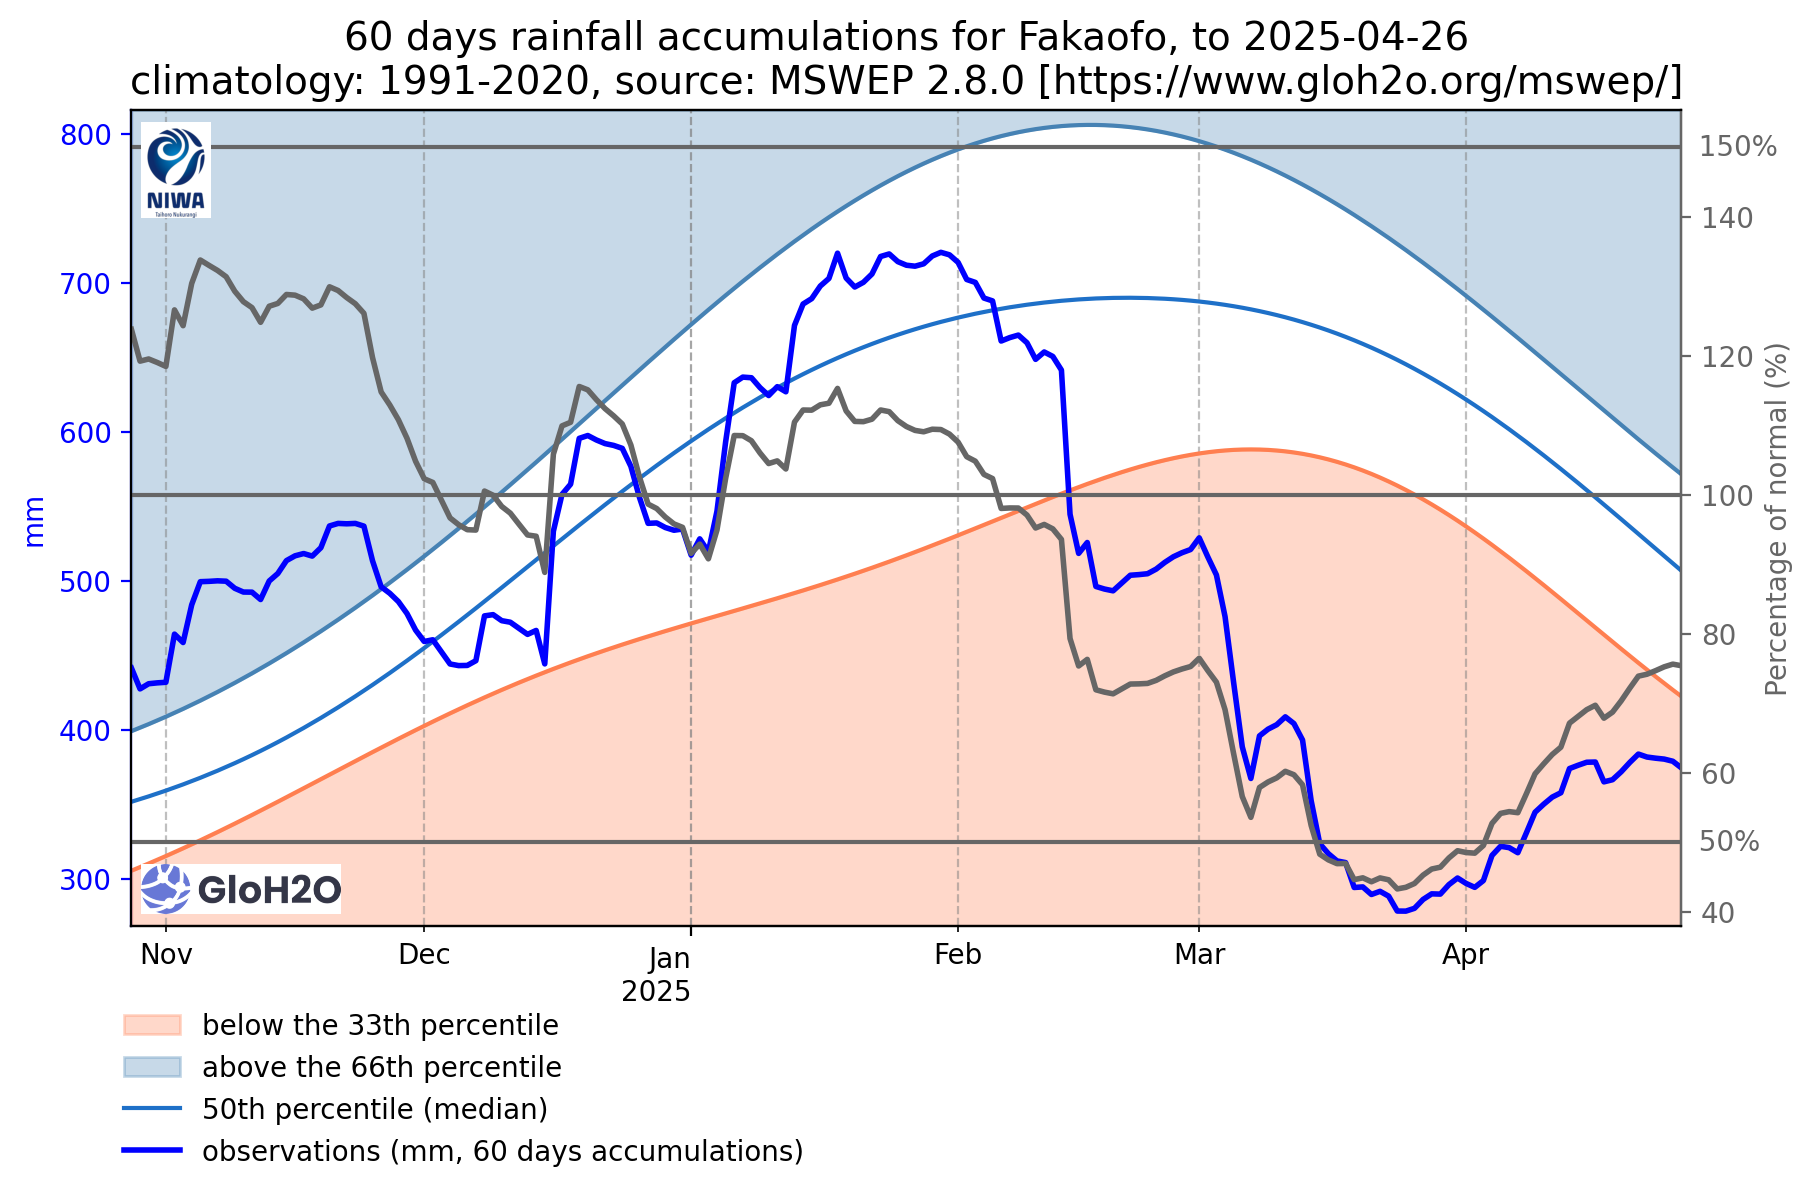 60 days rainfall accumulations for Fakaofo, to 2025-04-26
climatology: 1991-2020, source: MSWEP 2.8.0 [https://www.gloh2o.org/mswep/]
800
700
600
500
400
300
mm
NIWA
Taihoro Nukurangi
GloH2O
150%
140
120
100
80
60
50%
40
Percentage of normal (%)
Nov
Dec
Jan
2025
Feb
Mar
Apr
below the 33th percentile
above the 66th percentile
50th percentile (median)
observations (mm, 60 days accumulations)